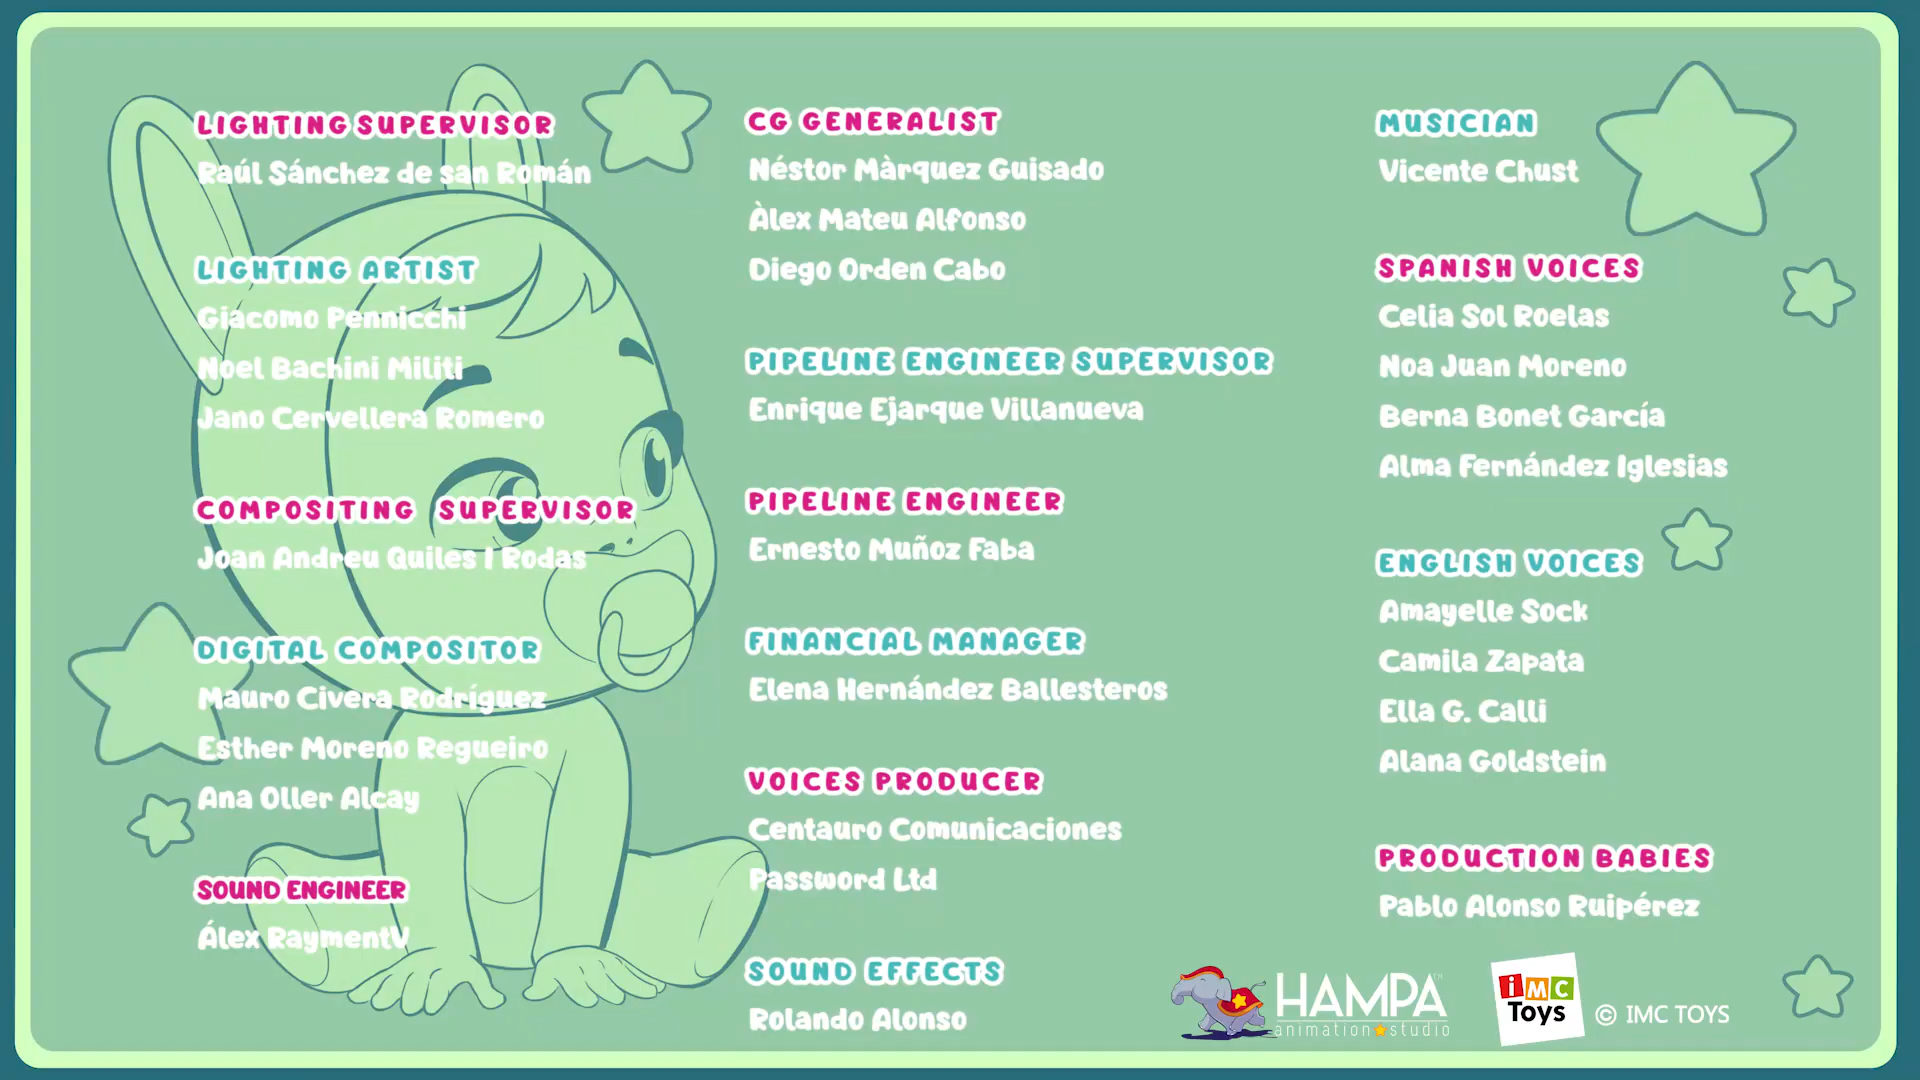 LIGHTING SUPERVISOR
Raúl Sánchez de san Román
LIGHTING ARTIST
Giacomo Pennicchi
Noel Bachini Militi
Jano Cervellera Romero
COMPOSITING SUPERVISOR
Joan Andreu Quiles I Rodas
DIGITAL COMPOSITOR
Mauro Civera Rodríguez
Esther Moreno Regueiro
Ana Oller Alcay
SOUND ENGINEER
Álex RaymentV
CG GENERALIST
Néstor Màrquez Guisado
Àlex Mateu Alfonso
Diego Orden Cabo
PIPELINE ENGINEER SUPERVISOR
Enrique Ejarque Villanueva
PIPELINE ENGINEER
Ernesto Muñoz Faba
FINANCIAL MANAGER
Elena Hernández Ballesteros
VOICES PRODUCER
Centauro Comunicaciones
Password Ltd
SOUND EFFECTS
Rolando Alonso
MUSICIAN
Vicente Chust
SPANISH VOICES
Celia Sol Roelas
Noa Juan Moreno
Berna Bonet García
Alma Fernández Iglesias
ENGLISH VOICES
Amayelle Sock
Camila Zapata
Ella G. Calli
Alana Goldstein
PRODUCTION BABIES
Pablo Alonso Ruipérez
HAMPA™
animation studio
iMC
Toys
© IMC TOYS